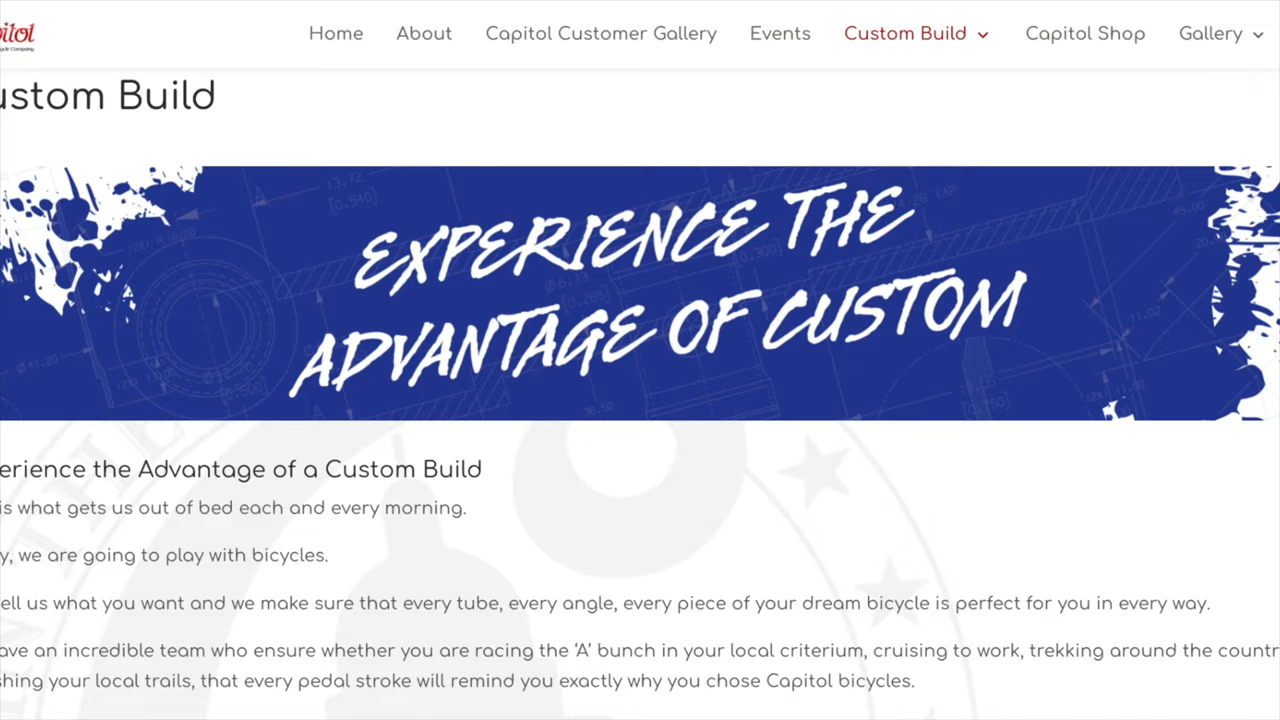 Home About Capitol Customer Gallery Events Custom Build Capitol Shop Gallery
ustom Build
EXPERIENCE THE
ADVANTAGE OF CUSTOM
erience the Advantage of a Custom Build
is what gets us out of bed each and every morning.
y, we are going to play with bicycles.
ell us what you want and we make sure that every tube, every angle, every piece of your dream bicycle is perfect for you in every way.
ave an incredible team who ensure whether you are racing the ‘A’ bunch in your local criterium, cruising to work, trekking around the countr
shing your local trails, that every pedal stroke will remind you exactly why you chose Capitol bicycles.